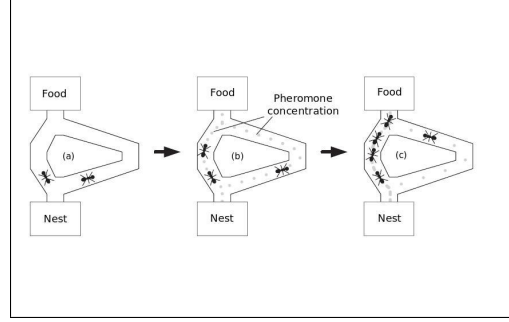 Food
Food
Food
Pheromone
concentration
(a)
(b)
(c)
Nest
Nest
Nest